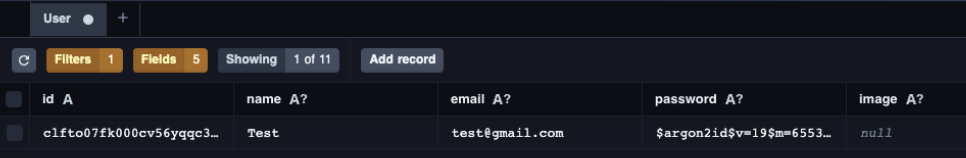 User
+
Filters 1 Fields 5 Showing 1 of 11 Add record
id A name A? email A? password A? image A?
clfto07fk000cv56yqqc3… Test test@gmail.com $argon2id$v=19$m=6553… null